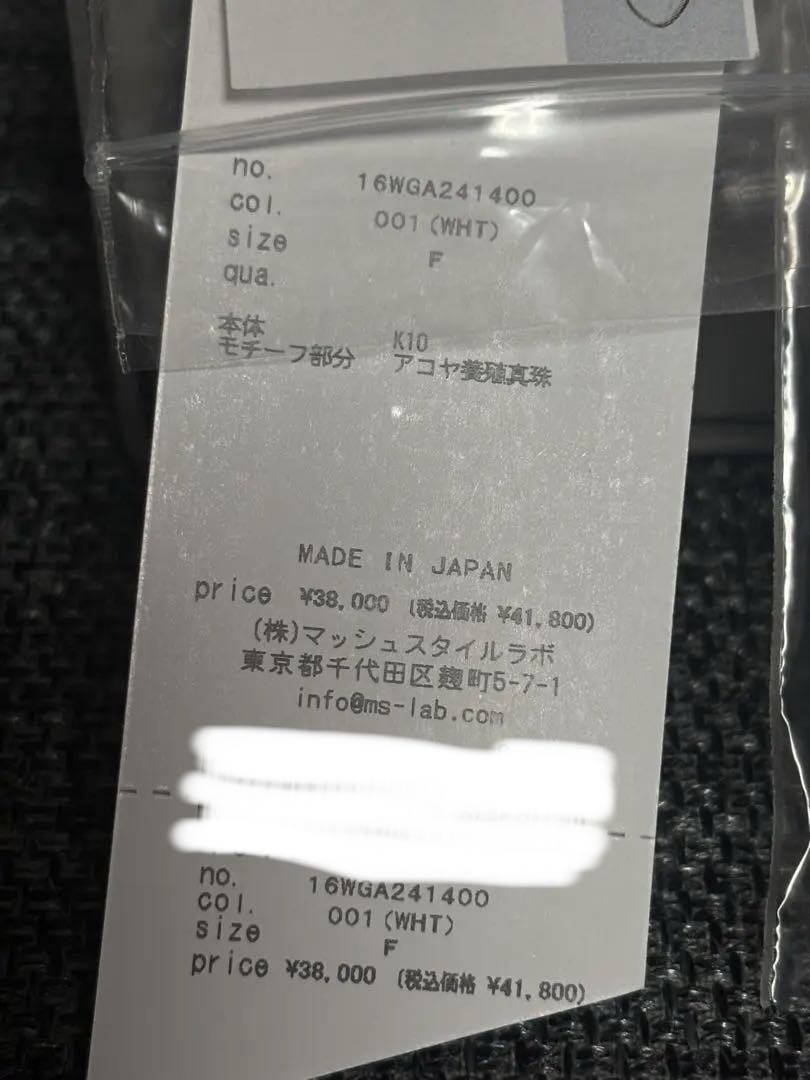 no. 16WGA241400
col. 001(WHT)
size F
qua.
本体 K10
モチーフ部分 アコヤ養殖真珠
MADE IN JAPAN
price ¥38,000 (税込価格 ¥41,800)
(株)マッシュスタイルラボ
東京都千代田区麹町5-7-1
info@ms-lab.com
no. 16WGA241400
col. 001(WHT)
size F
price ¥38,000 (税込価格 ¥41,800)